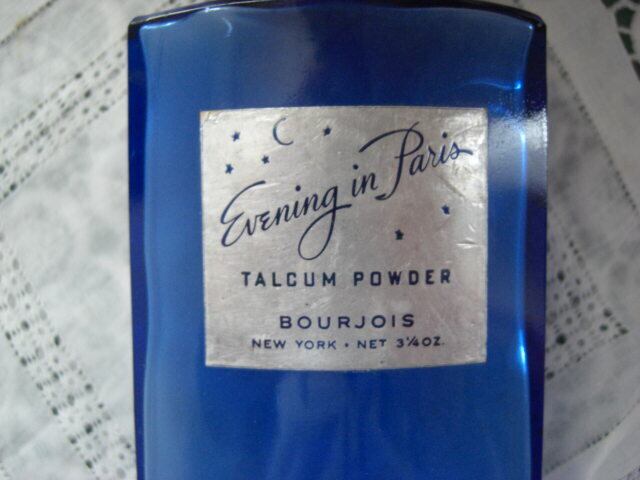 Evening in Paris
TALCUM POWDER
BOURJOIS
NEW YORK • NET 3¼OZ.